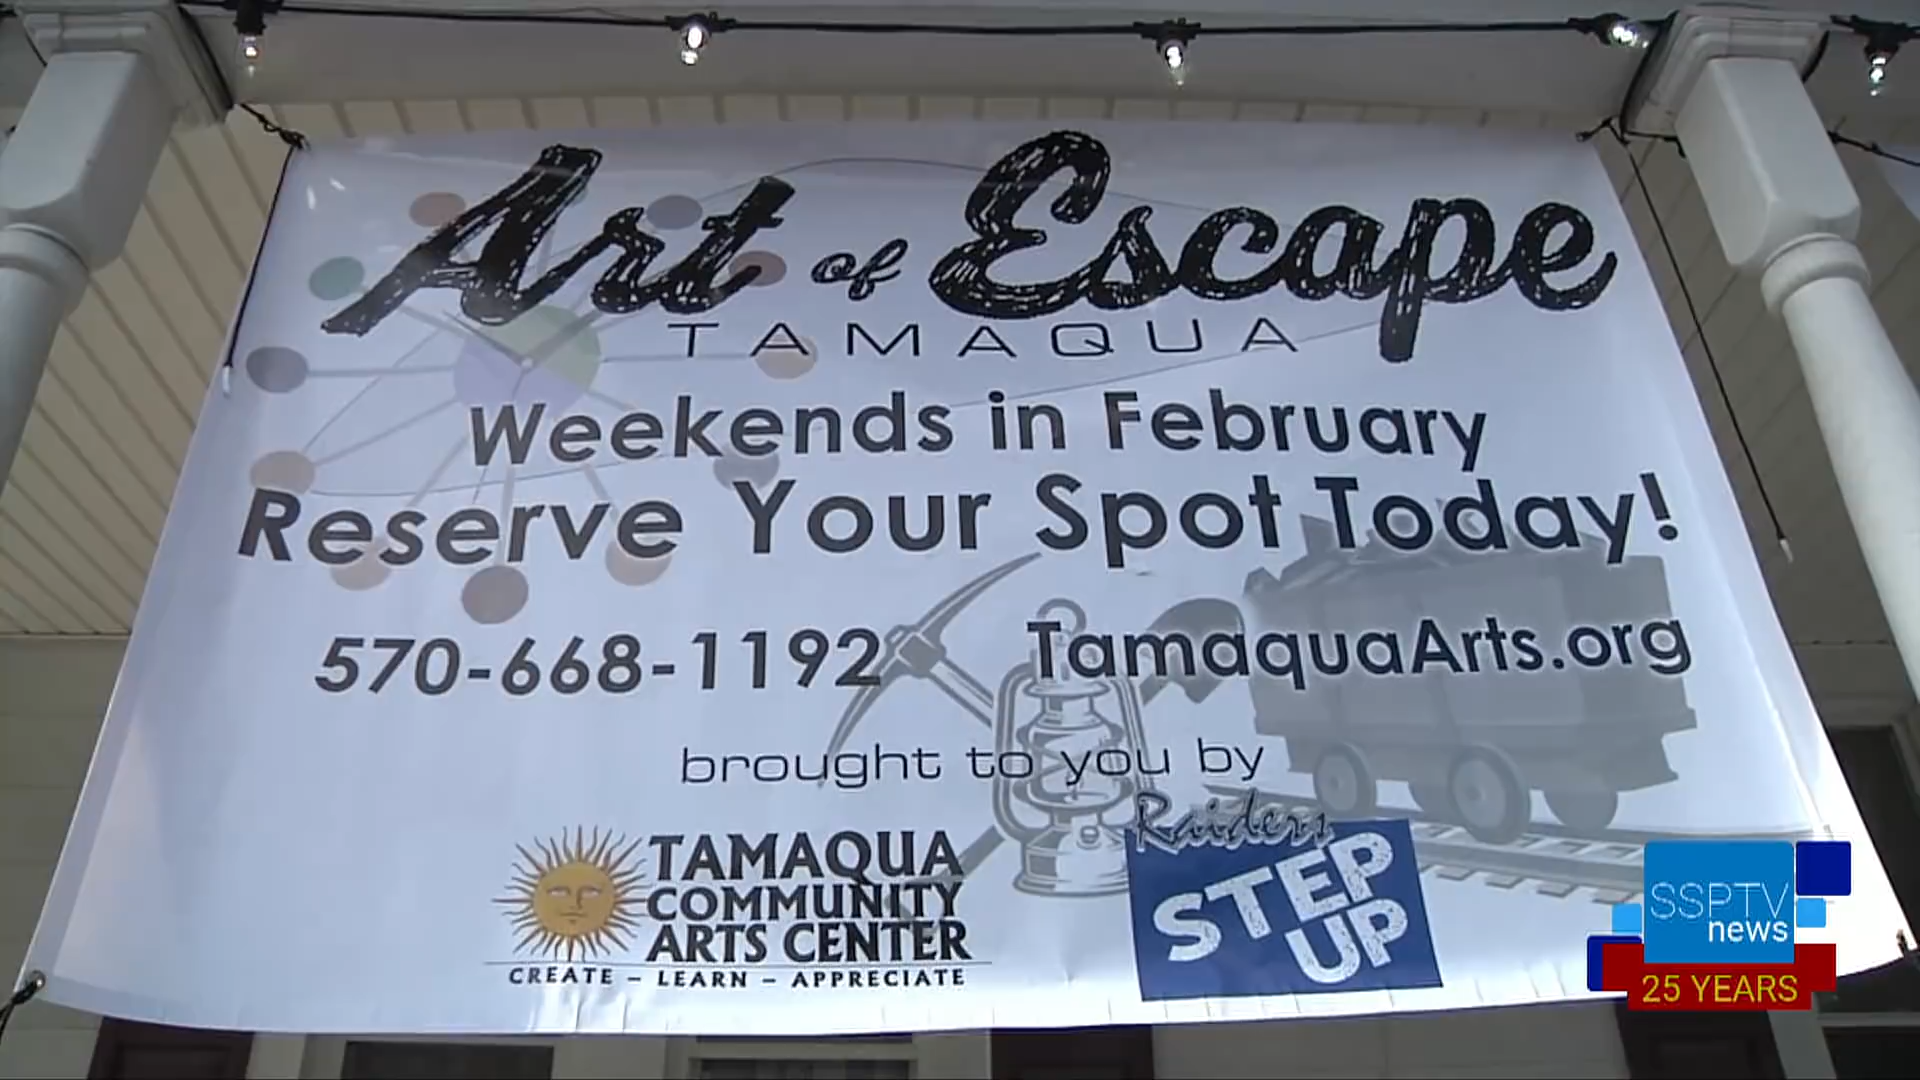 Art of Escape
TAMAQUA
Weekends in February
Reserve Your Spot Today!
570-668-1192 TamaquaArts.org
brought to you by
TAMAQUA
COMMUNITY
ARTS CENTER
CREATE – LEARN – APPRECIATE
Raiders
STEP
UP
SSPTV
news
25 YEARS